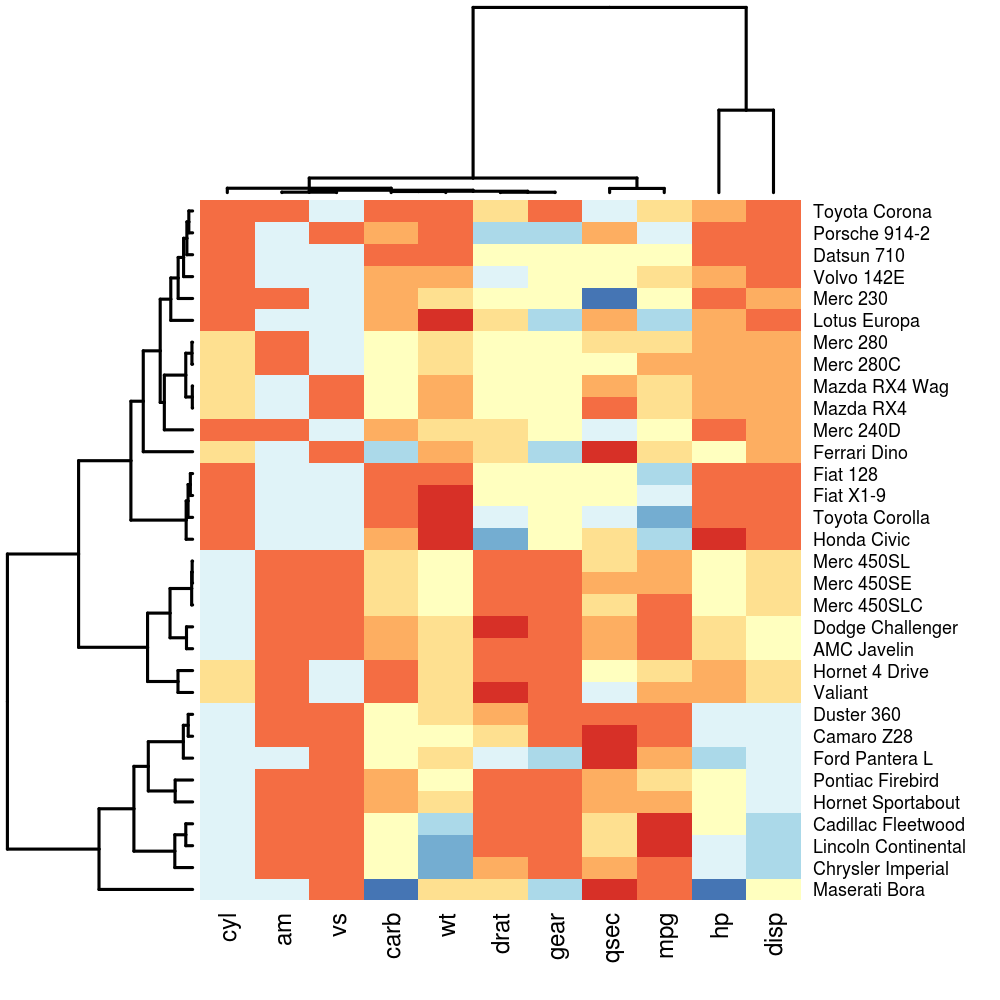 Toyota Corona
Porsche 914-2
Datsun 710
Volvo 142E
Merc 230
Lotus Europa
Merc 280
Merc 280C
Mazda RX4 Wag
Mazda RX4
Merc 240D
Ferrari Dino
Fiat 128
Fiat X1-9
Toyota Corolla
Honda Civic
Merc 450SL
Merc 450SE
Merc 450SLC
Dodge Challenger
AMC Javelin
Hornet 4 Drive
Valiant
Duster 360
Camaro Z28
Ford Pantera L
Pontiac Firebird
Hornet Sportabout
Cadillac Fleetwood
Lincoln Continental
Chrysler Imperial
Maserati Bora
cyl
am
vs
carb
wt
drat
gear
qsec
mpg
hp
disp